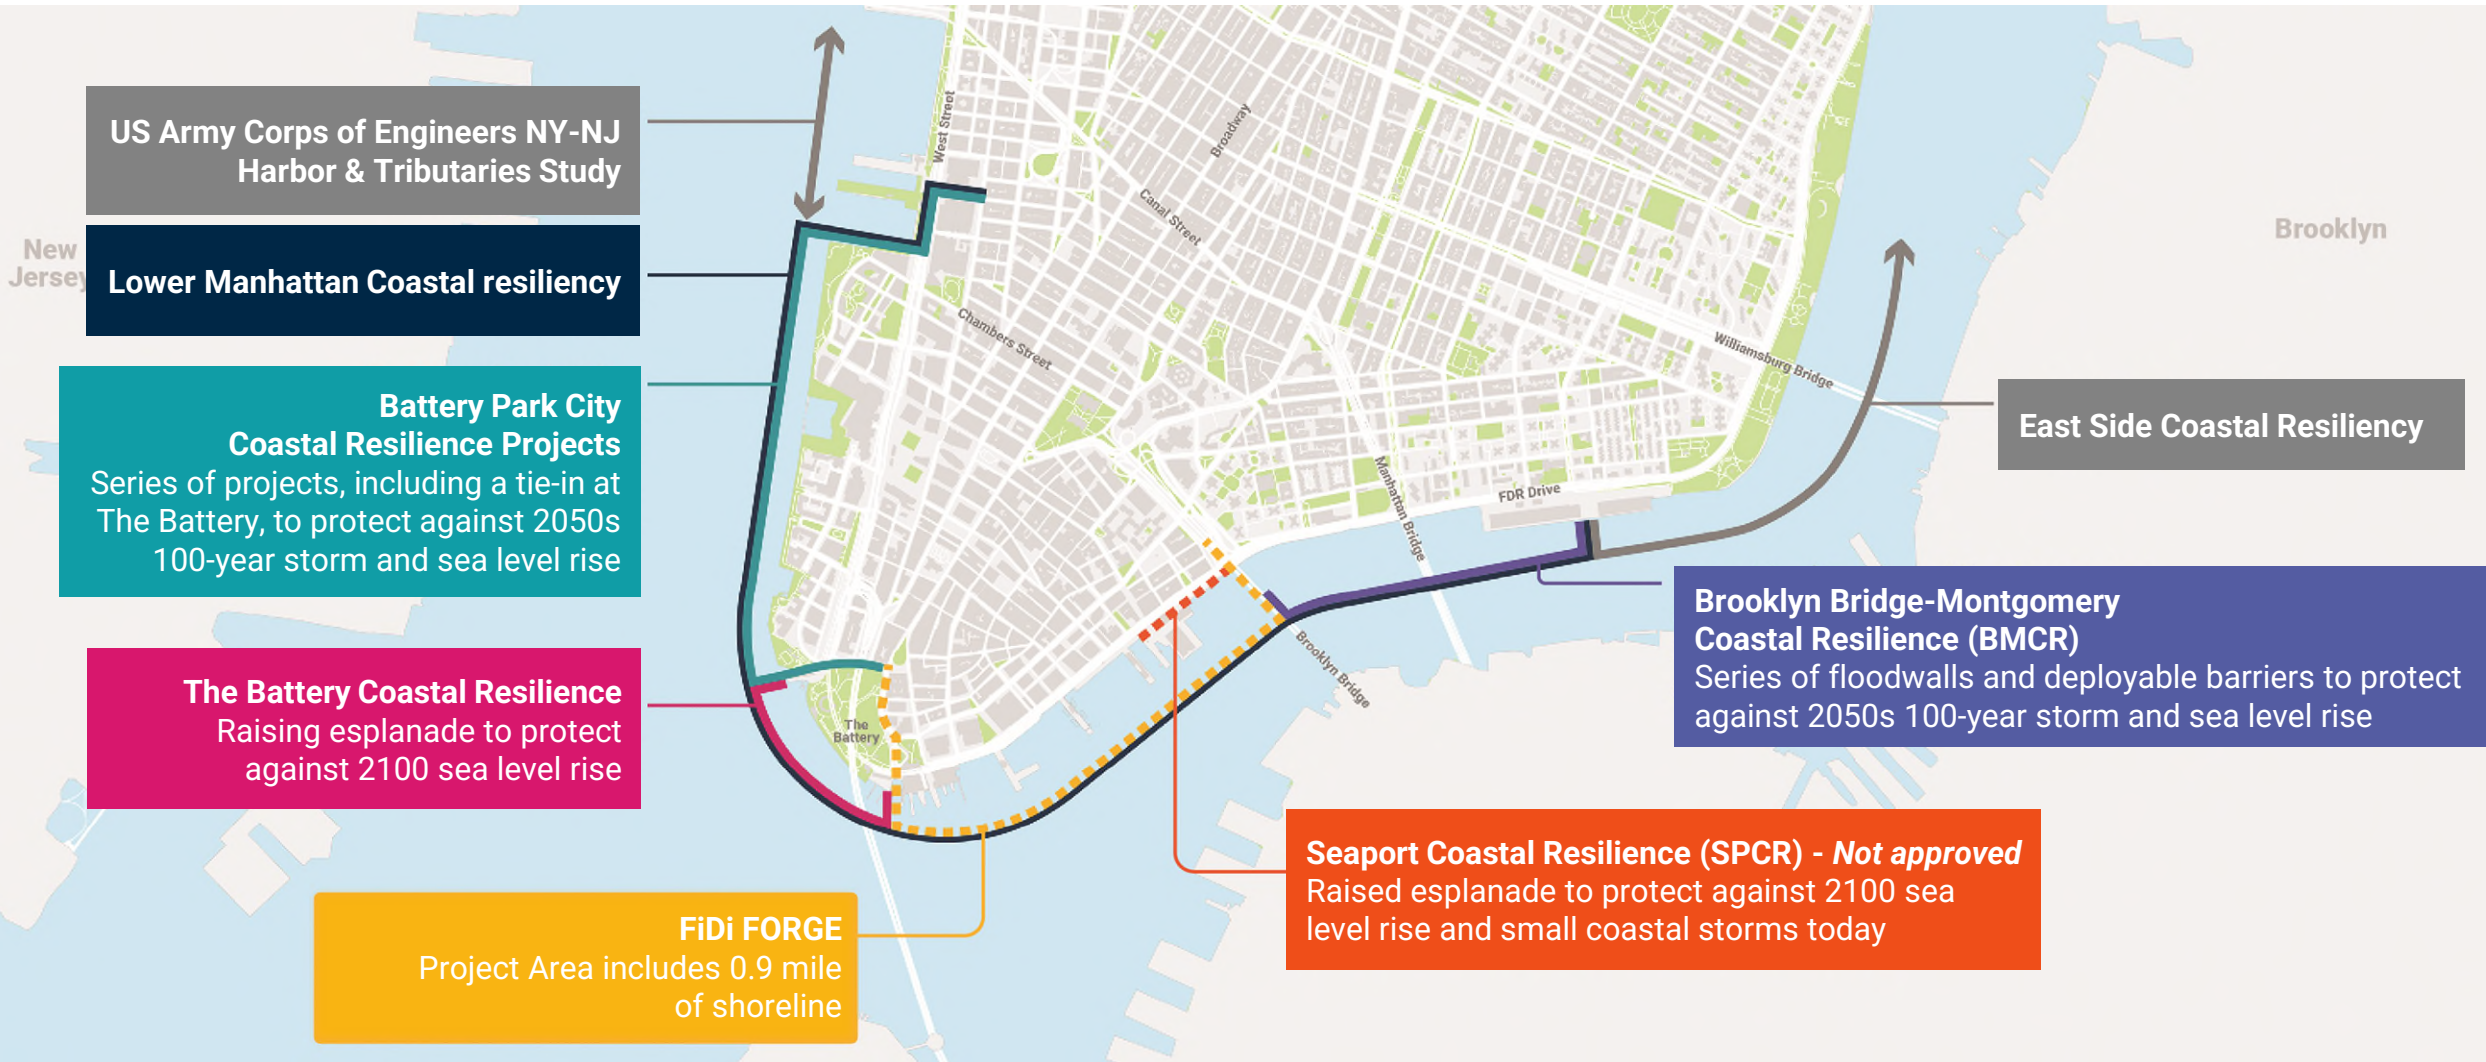 US Army Corps of Engineers NY-NJ
Harbor & Tributaries Study
New
Jersey
Lower Manhattan Coastal resiliency
Battery Park City
Coastal Resilience Projects
Series of projects, including a tie-in at
The Battery, to protect against 2050s
100-year storm and sea level rise
The Battery Coastal Resilience
Raising esplanade to protect
against 2100 sea level rise
FiDi FORGE
Project Area includes 0.9 mile
of shoreline
West Street
Broadway
Canal Street
Chambers Street
Williamsburg Bridge
Manhattan Bridge
FDR Drive
Brooklyn Bridge
The
Battery
Brooklyn
East Side Coastal Resiliency
Brooklyn Bridge-Montgomery
Coastal Resilience (BMCR)
Series of floodwalls and deployable barriers to protect
against 2050s 100-year storm and sea level rise
Seaport Coastal Resilience (SPCR) - Not approved
Raised esplanade to protect against 2100 sea
level rise and small coastal storms today